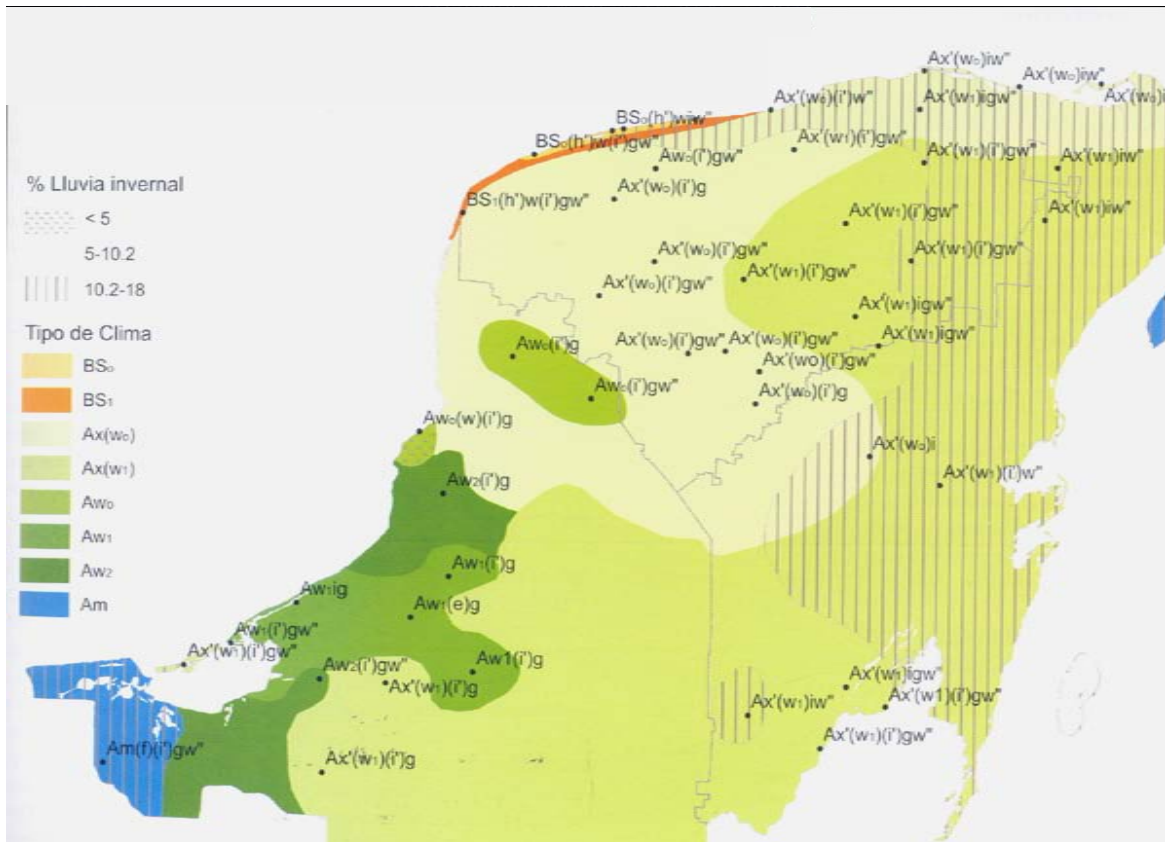 Ax'(w₀)iw"
Ax'(w₀)iw"
Ax'(w₀)i
Ax'(w₀)(i')w"
Ax'(w₁)igw"
BS₀(h')wiw"
BS₀(h')w(i')gw"
Aw₀(i')gw"
Ax'(w₁)(i')gw"
Ax'(w₁)(i')gw"
Ax'(w₁)iw"
% Lluvia invernal
< 5
5-10.2
10.2-18
BS₁(h')w(i')gw"
Ax'(w₀)(i')g
Ax'(w₁)(i')gw"
Ax'(w₁)iw"
Ax'(w₀)(i')gw"
Ax'(w₁)(i')gw"
Ax'(w₁)(i')gw"
Ax'(w₀)(i')gw"
Ax'(w₁)igw"
Tipo de Clima
BS₀
BS₁
Ax(w₀)
Ax(w₁)
Aw₀
Aw₁
Aw₂
Am
Aw₀(i')g
Ax'(w₀)(i')gw"
Ax'(w₀)(i')gw"
Ax'(w₁)igw"
Ax'(wo)(i')gw"
Aw₀(i')gw"
Ax'(w₀)(i')g
Aw₀(w)(i')g
Ax'(w₀)i
Aw₂(i')g
Ax'(w₁)(i')w"
Aw₁(i')g
Aw₁ig
Aw₁(e)g
Aw₁(i')gw"
Ax'(w₁)(i')gw"
Aw₂(i')gw"
Ax'(w₁)(i')g
Aw1(i')g
Ax'(w₁)igw"
Ax'(w₁)iw"
Ax'(w1)(i')gw"
Am(f)(i')gw"
Ax'(w₁)(i')g
Ax'(w₁)(i')gw"